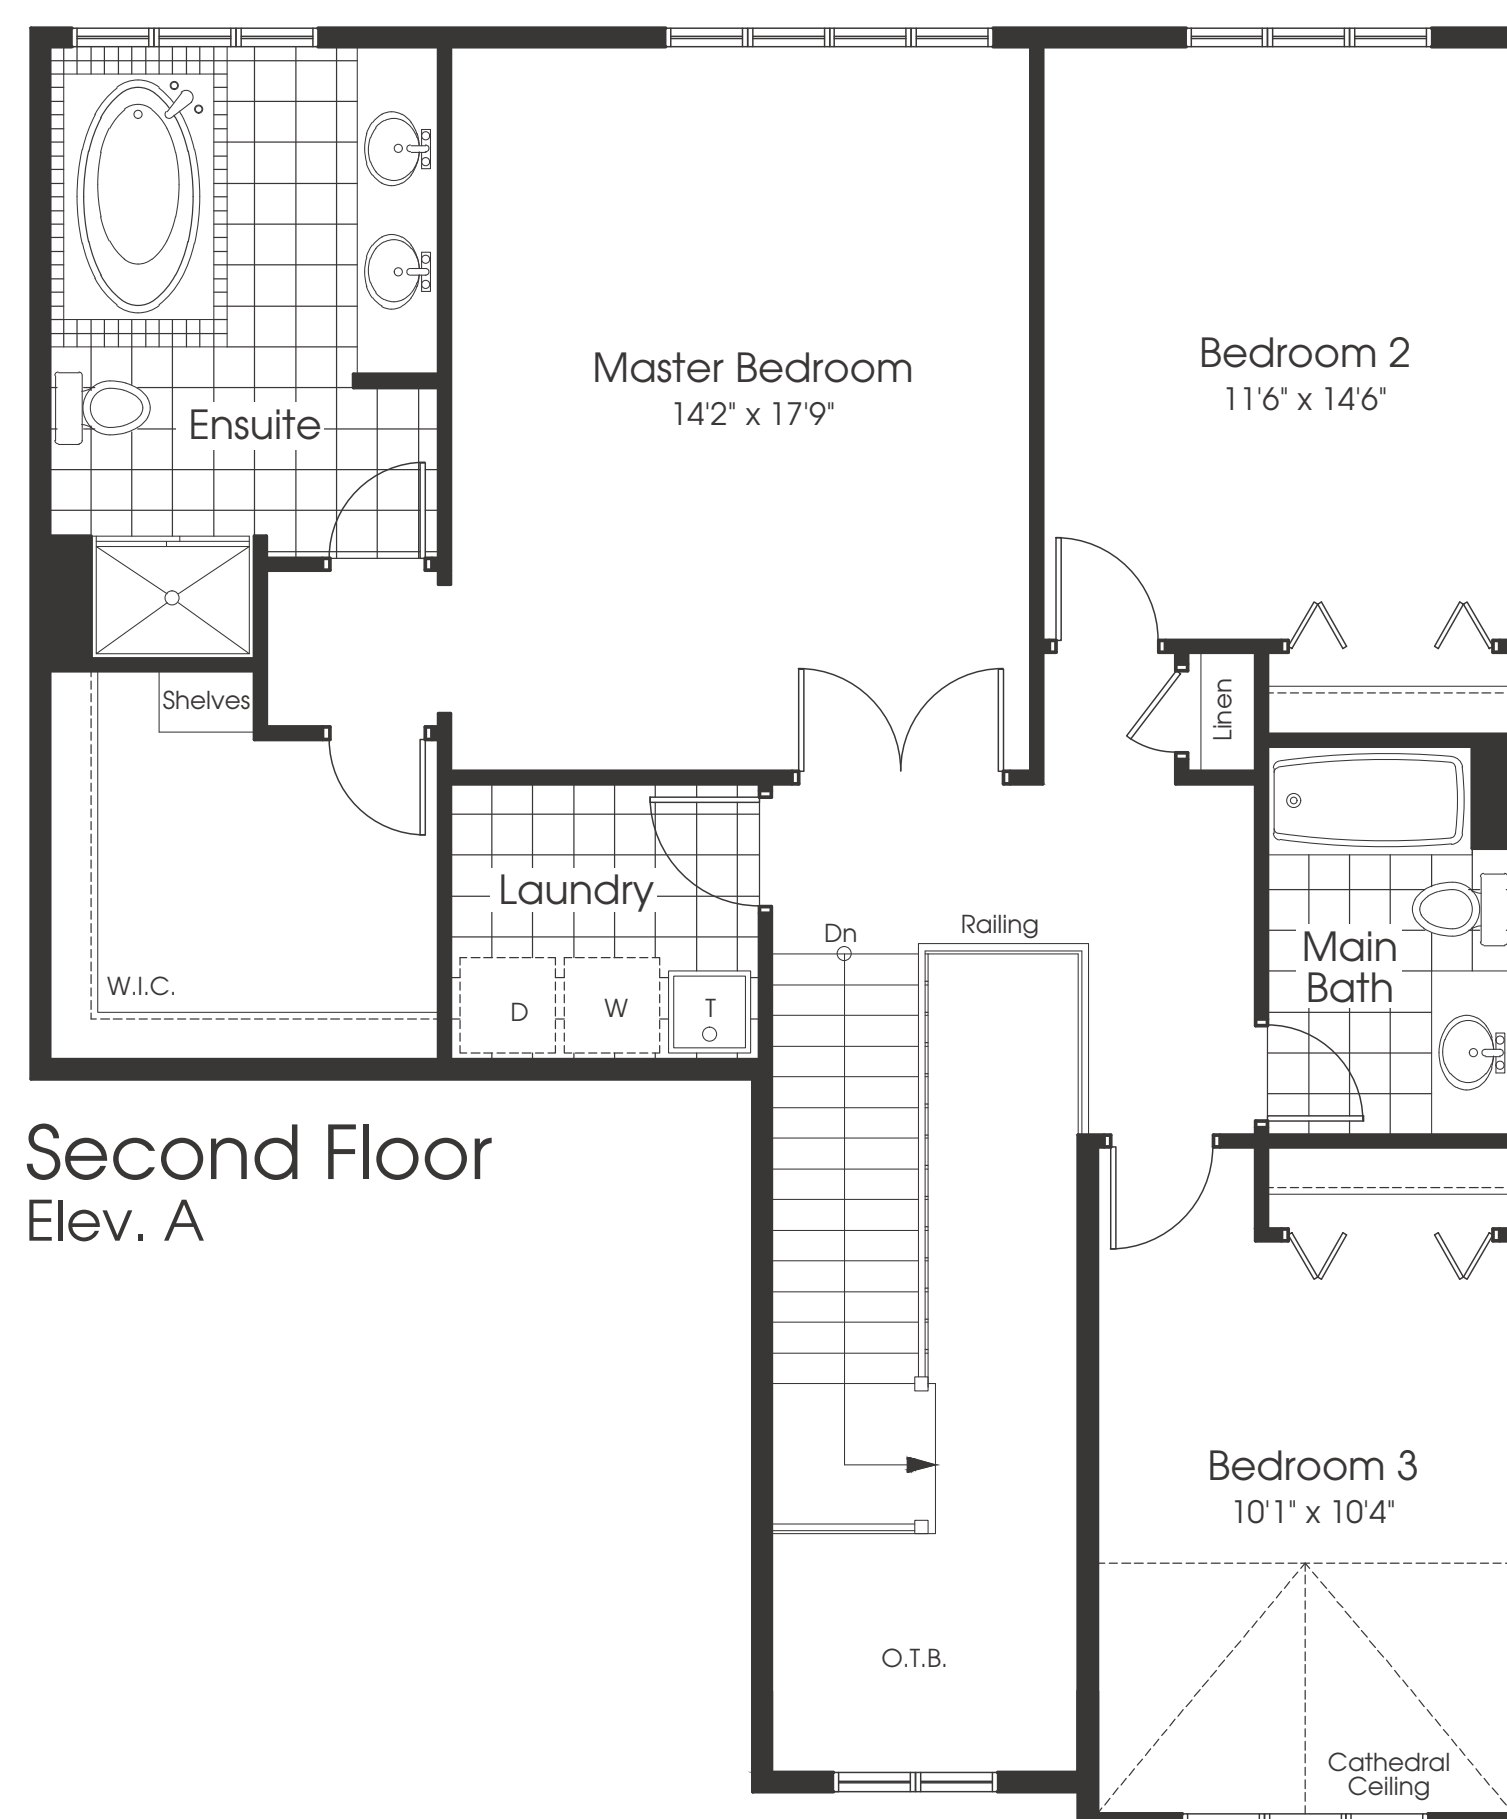 Master Bedroom
14'2" x 17'9"
Bedroom 2
11'6" x 14'6"
Ensuite
Shelves
Linen
Laundry
Dn
Railing
Main
Bath
W.I.C.
D
W
T
Second Floor
Elev. A
Bedroom 3
10'1" x 10'4"
O.T.B.
Cathedral
Ceiling